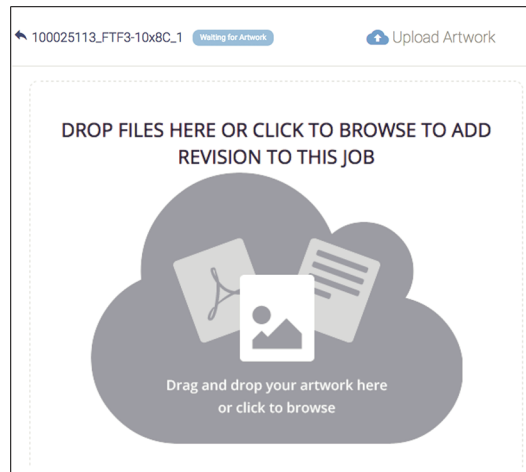 100025113_FTF3-10x8C_1 Waiting for Artwork Upload Artwork
DROP FILES HERE OR CLICK TO BROWSE TO ADD
REVISION TO THIS JOB
Drag and drop your artwork here
or click to browse